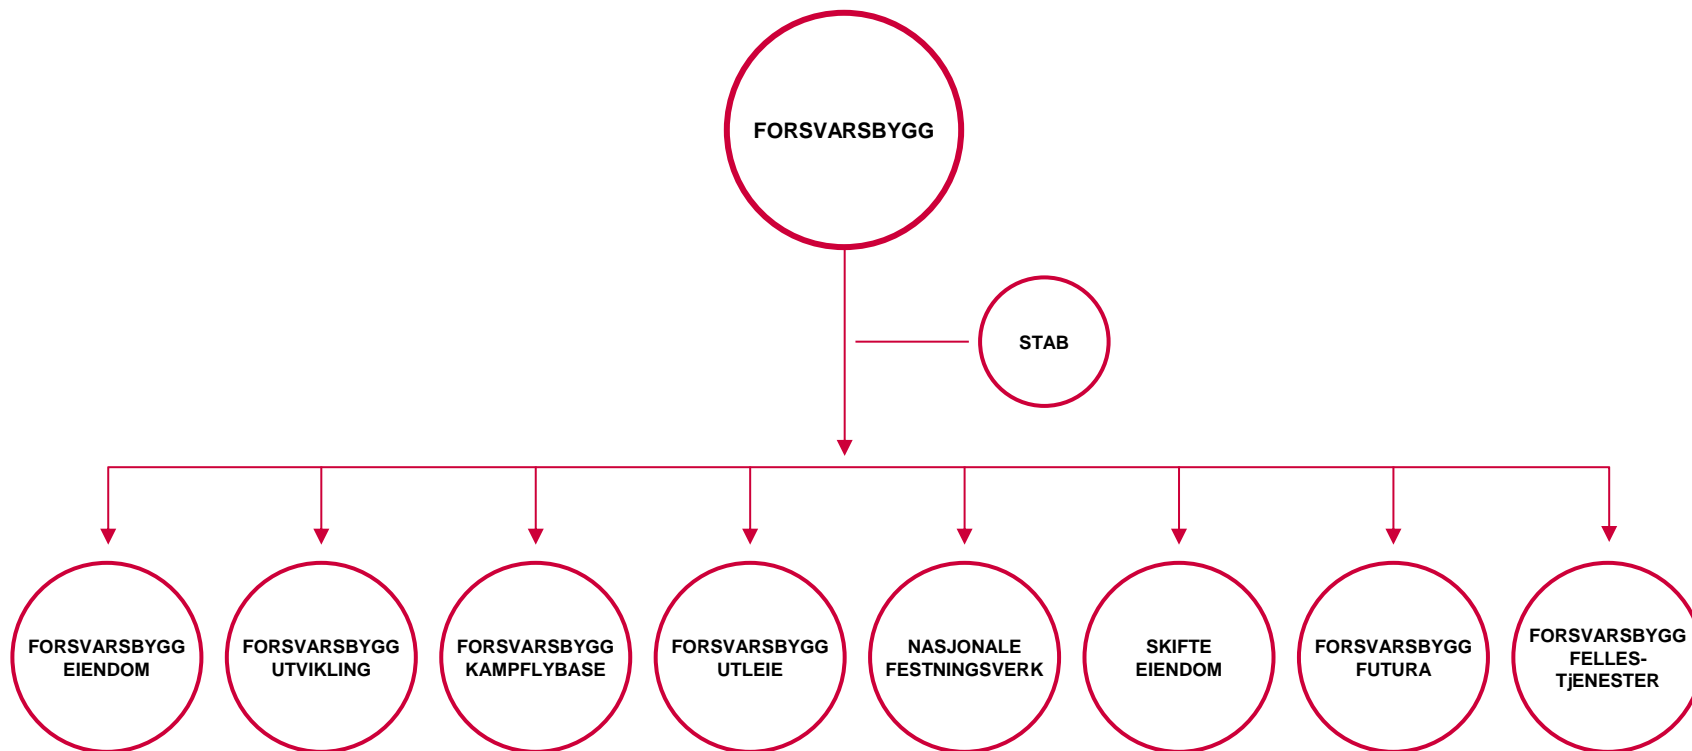 FORSVARSBYGG
STAB
FORSVARSBYGG
EIENDOM
FORSVARSBYGG
UTVIKLING
FORSVARSBYGG
KAMPFLYBASE
FORSVARSBYGG
UTLEIE
NASJONALE
FESTNINGSVERK
SKIFTE
EIENDOM
FORSVARSBYGG
FUTURA
FORSVARSBYGG
FELLES-
TjENESTER